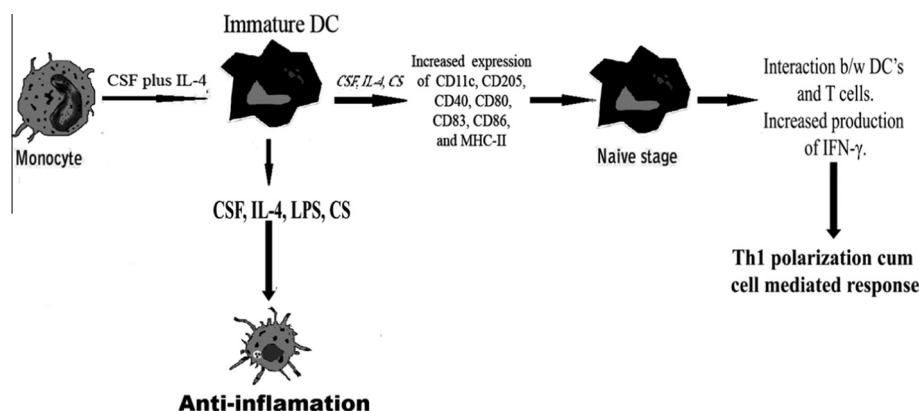 Immature DC
CSF plus IL-4
Monocyte
CSF, IL-4, CS
Increased expression
of CD11c, CD205,
CD40, CD80,
CD83, CD86,
and MHC-II
Naive stage
Interaction b/w DC's
and T cells.
Increased production
of IFN-γ.
CSF, IL-4, LPS, CS
Th1 polarization cum
cell mediated response
Anti-inflamation